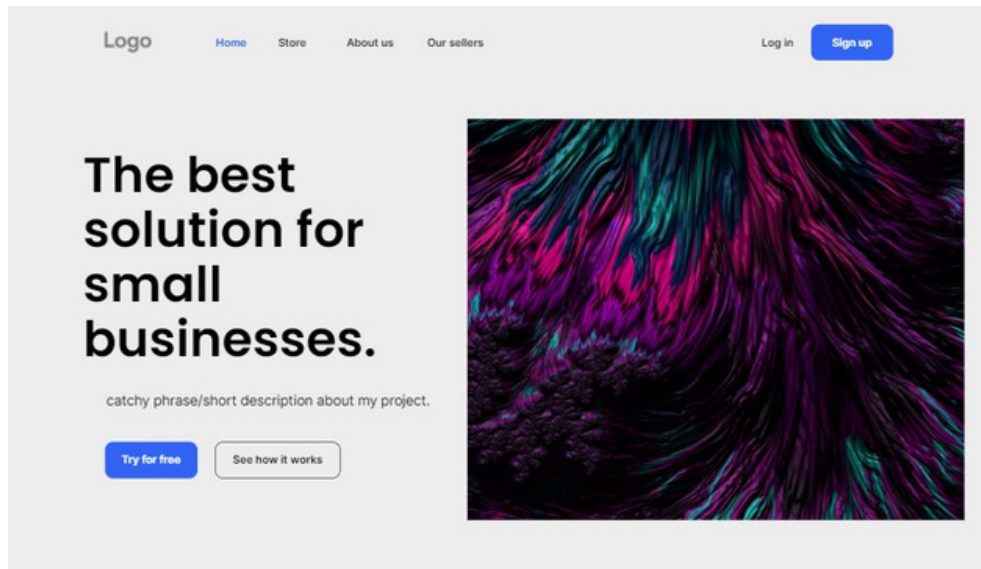 Logo Home Store About us Our sellers Log in Sign up
The best
solution for
small
businesses.
catchy phrase/short description about my project.
Try for free See how it works